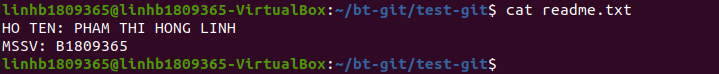 linhb1809365@linhb1809365-VirtualBox:~/bt-git/test-git$ cat readme.txt
HO TEN: PHAM THI HONG LINH
MSSV: B1809365
linhb1809365@linhb1809365-VirtualBox:~/bt-git/test-git$